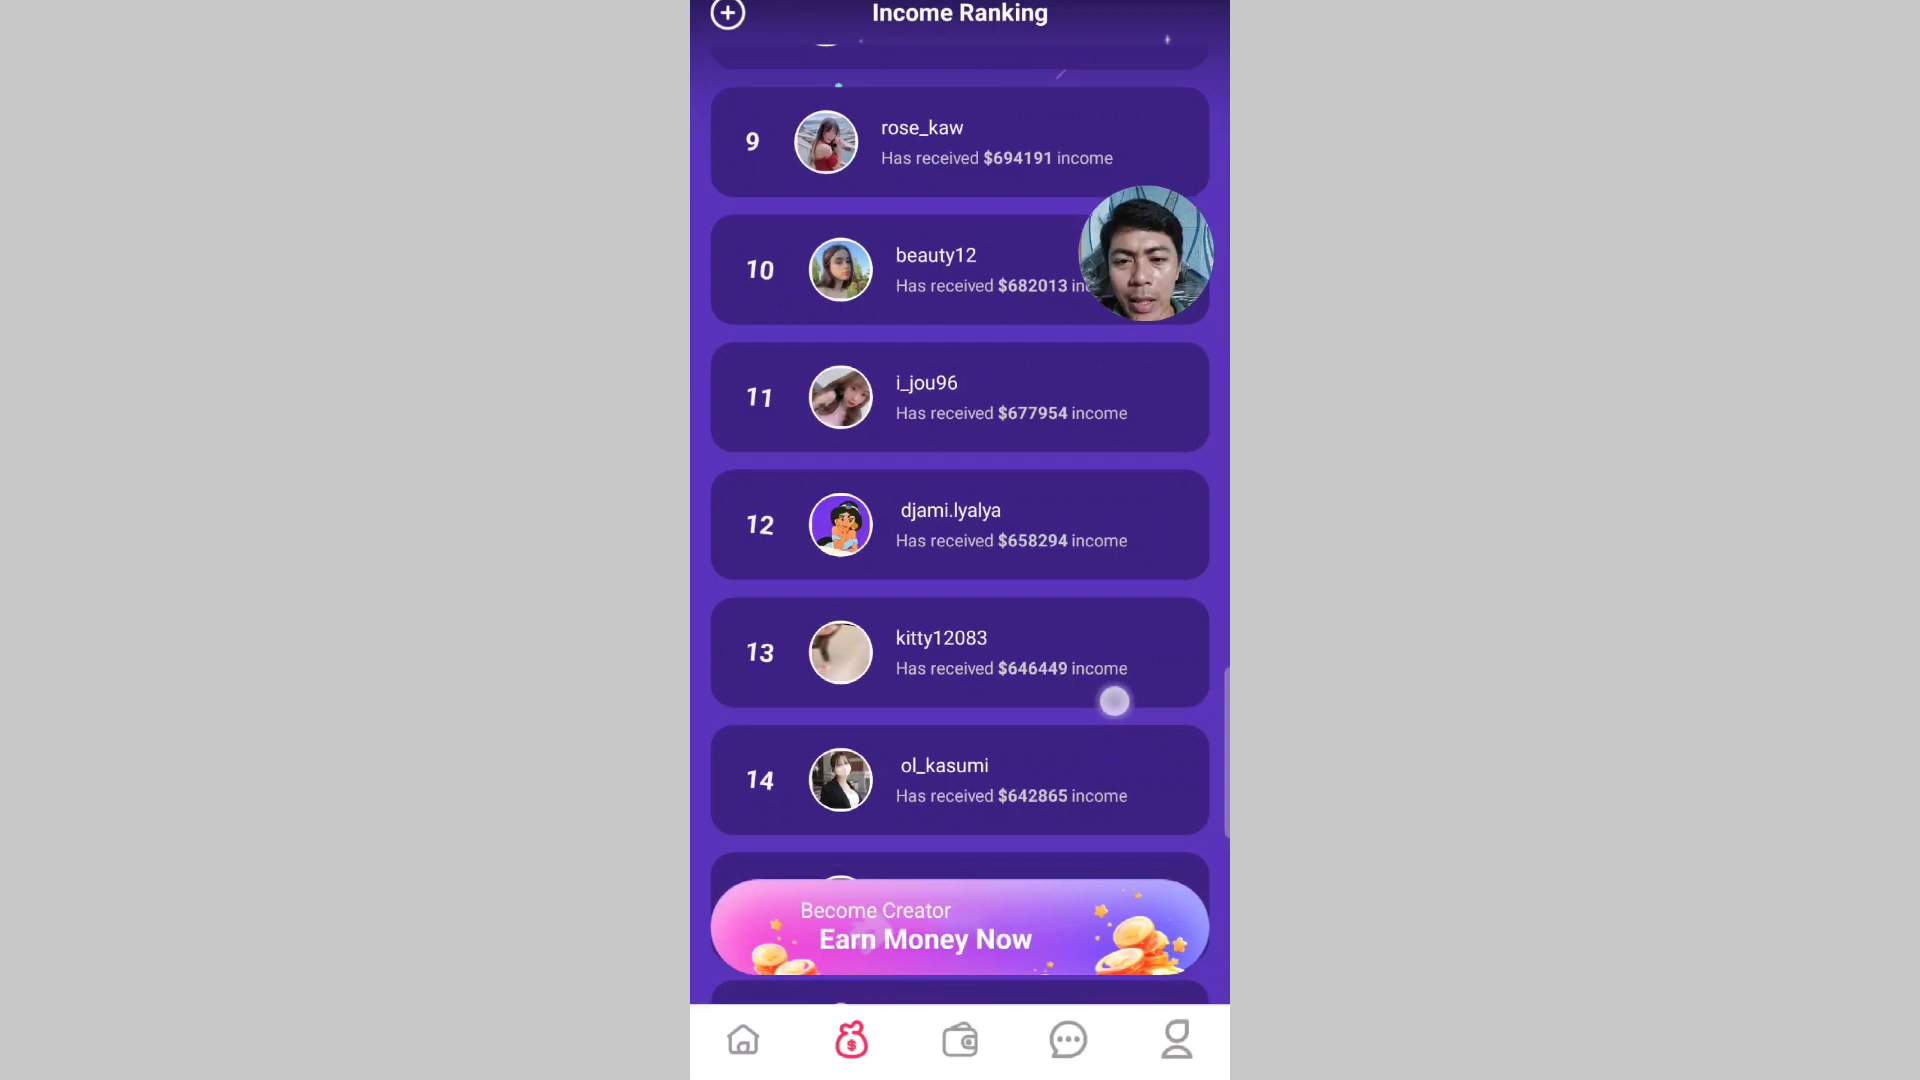 Income Ranking
9
rose_kaw
Has received $694191 income
10
beauty12
Has received $682013
11
i_jou96
Has received $677954 income
12
djami.lyalya
Has received $658294 income
13
kitty12083
Has received $646449 income
14
ol_kasumi
Has received $642865 income
Become Creator
Earn Money Now